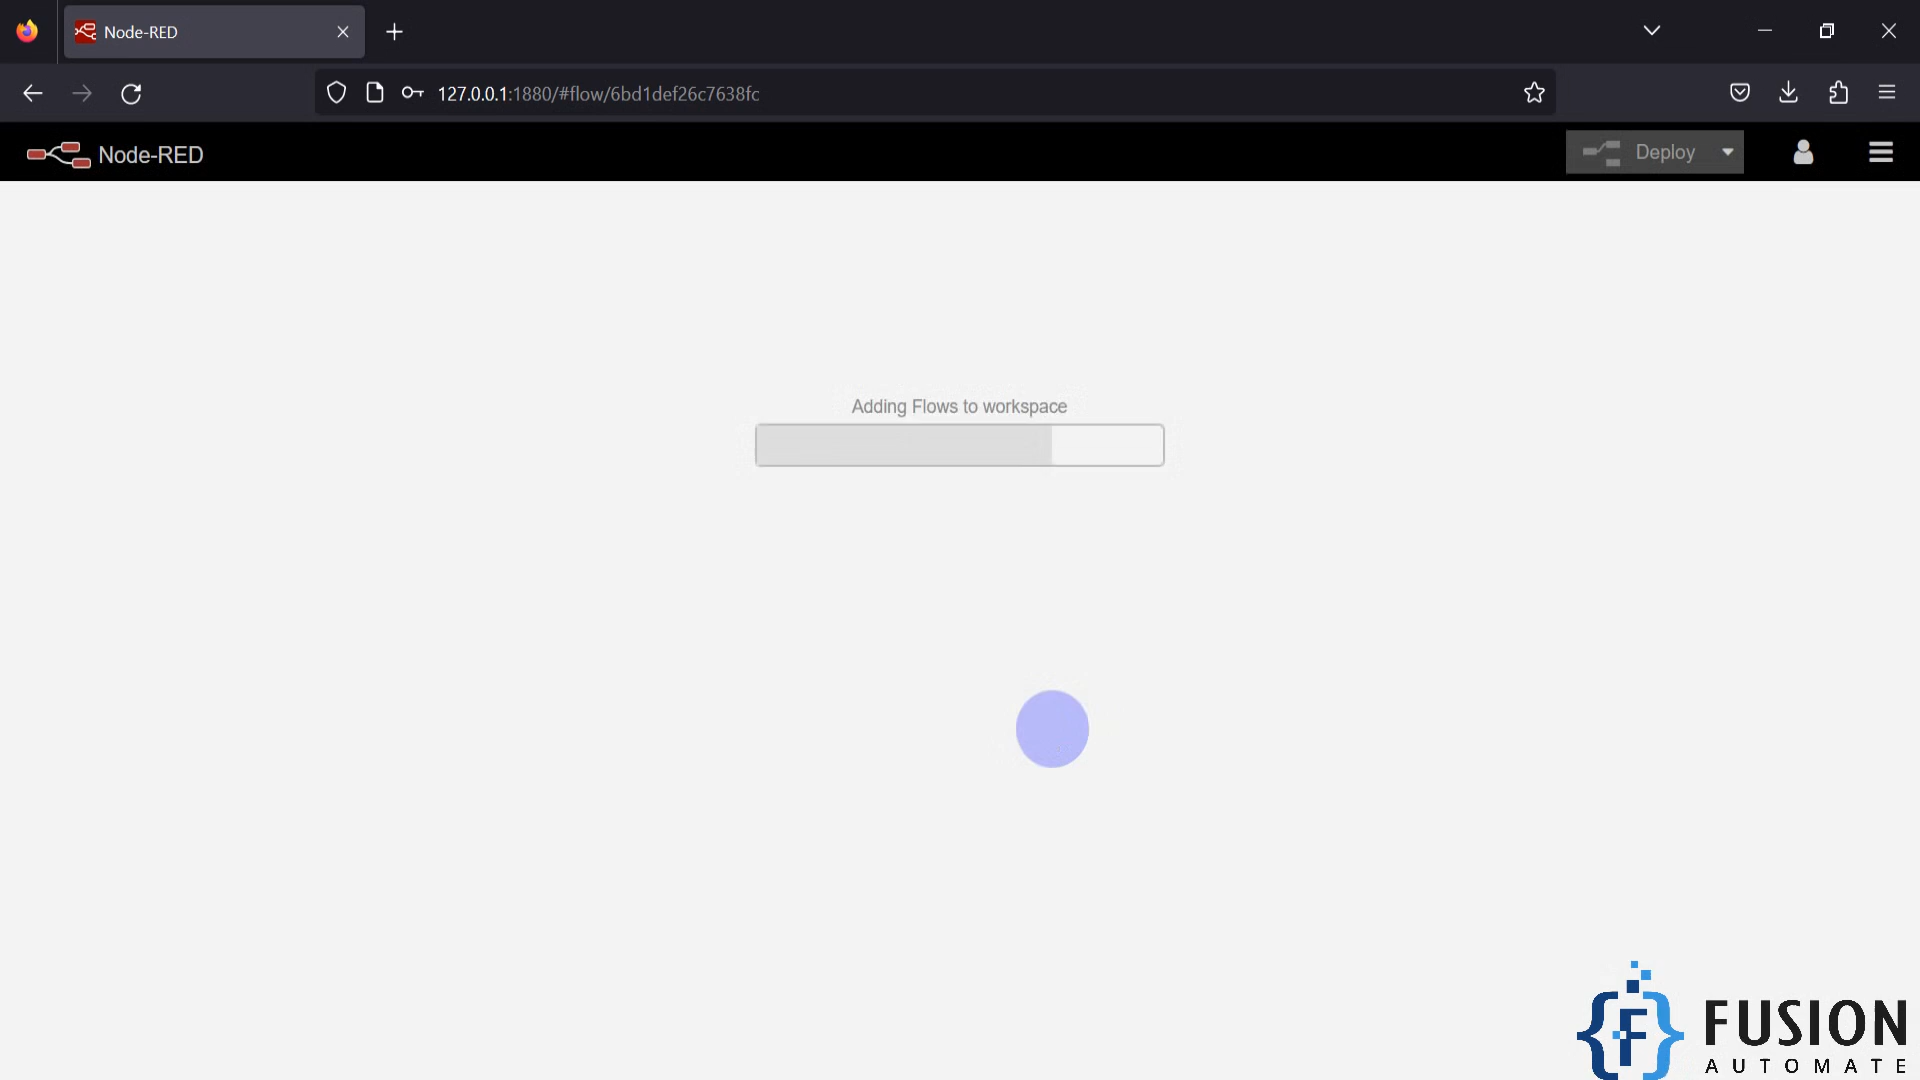 Node-RED
127.0.0.1:1880/#flow/6bd1def26c7638fc
Node-RED
Deploy
Adding Flows to workspace
FUSION
AUTOMATE